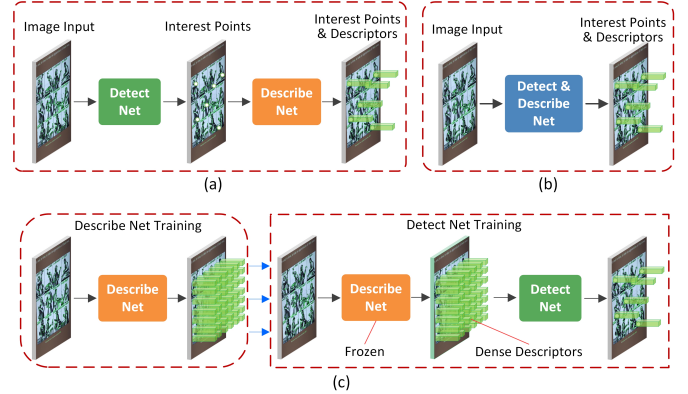 Image Input
Interest Points
Interest Points
& Descriptors
Detect
Net
Describe
Net
(a)
Image Input
Interest Points
& Descriptors
Detect &
Describe
Net
(b)
Describe Net Training
Describe
Net
Detect Net Training
Describe
Net
Detect
Net
Frozen
Dense Descriptors
(c)